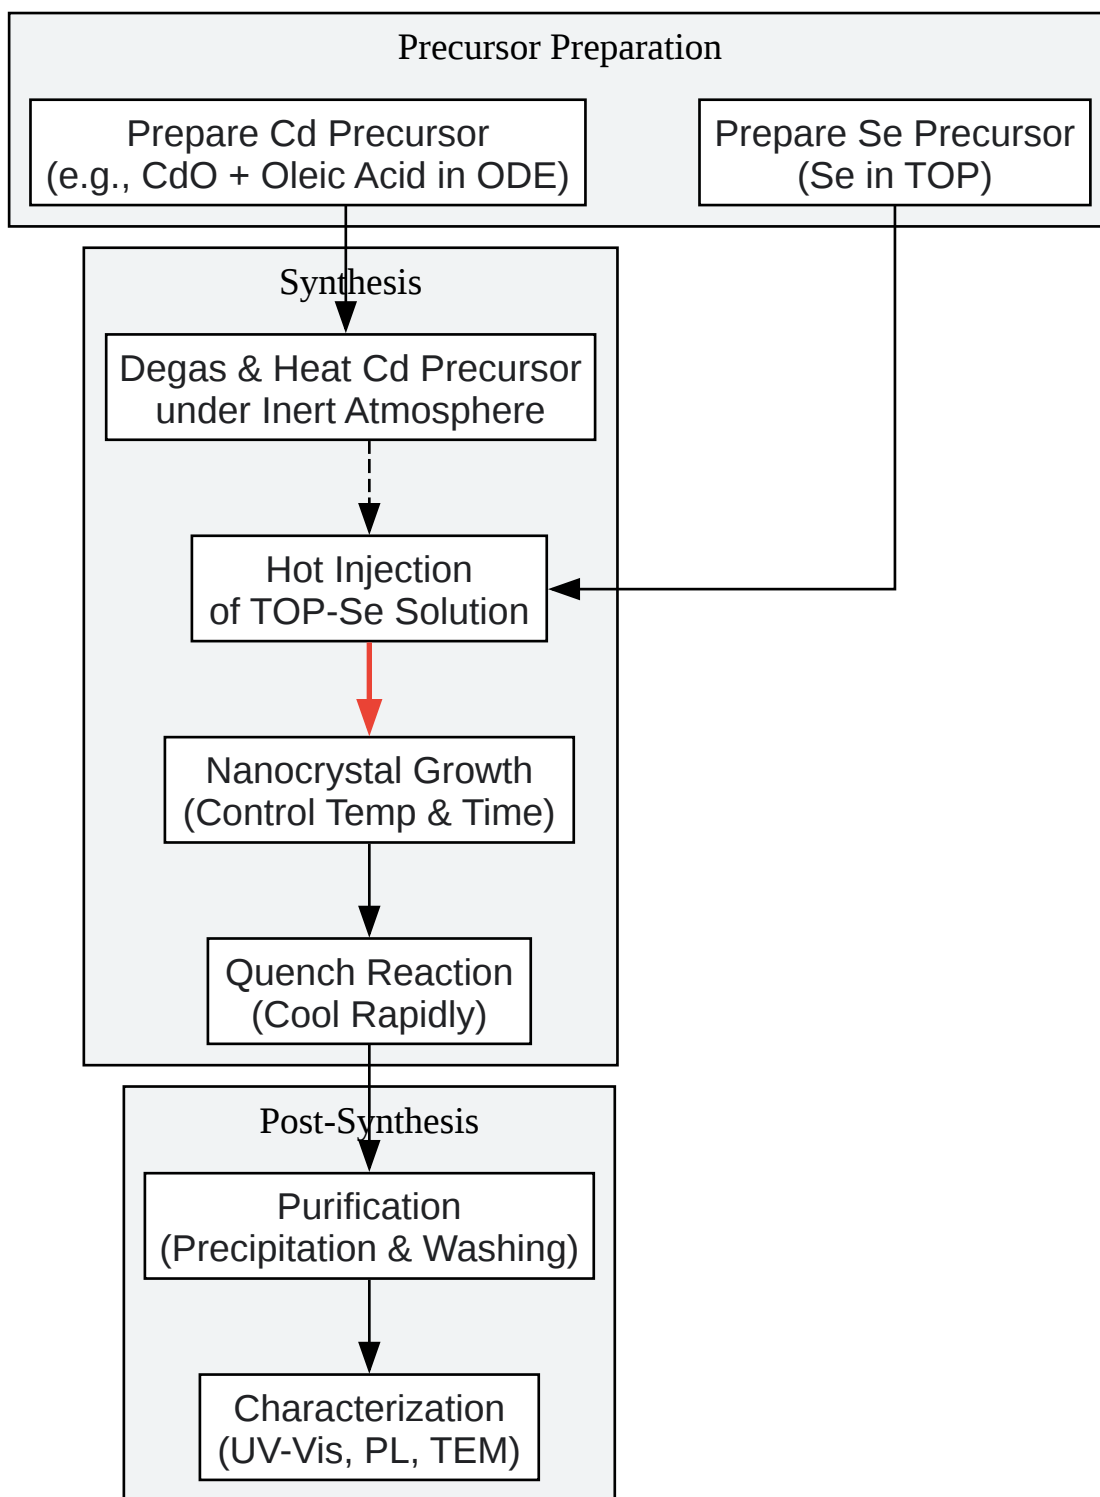 Precursor Preparation
Prepare Cd Precursor
(e.g., CdO + Oleic Acid in ODE)
Prepare Se Precursor
(Se in TOP)
Synthesis
Degas & Heat Cd Precursor
under Inert Atmosphere
Hot Injection
of TOP-Se Solution
Nanocrystal Growth
(Control Temp & Time)
Quench Reaction
(Cool Rapidly)
Post-Synthesis
Purification
(Precipitation & Washing)
Characterization
(UV-Vis, PL, TEM)